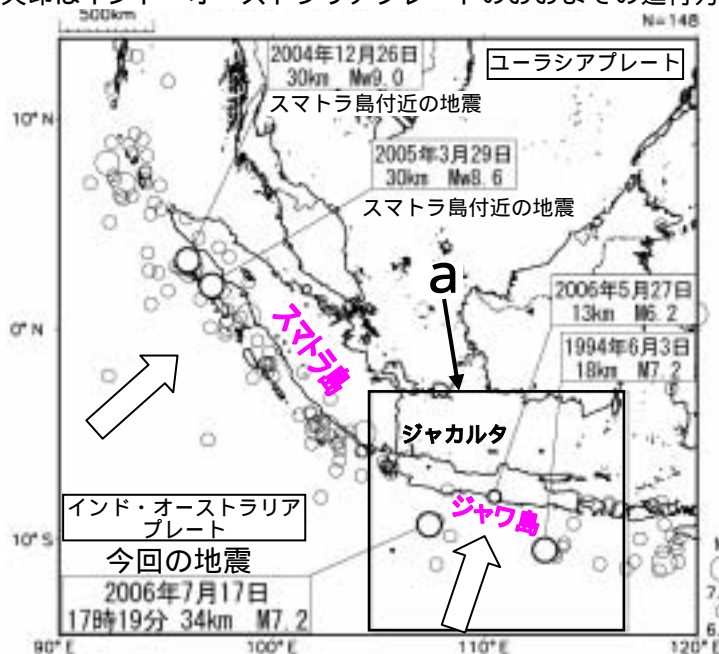 500km
N=148
2004年12月26日
30km Mw9.0
スマトラ島付近の地震
ユーラシアプレート
10°N
2005年3月29日
30km Mw8.6
スマトラ島付近の地震
a
2006年5月27日
13km M6.2
0°N
スマトラ島
1994年6月3日
18km M7.2
ジャカルタ
インド・オーストラリア
プレート
ジャワ島
10°S
今回の地震
2006年7月17日
17時19分 34km M7.2
90°E
100°E
110°E
120°E